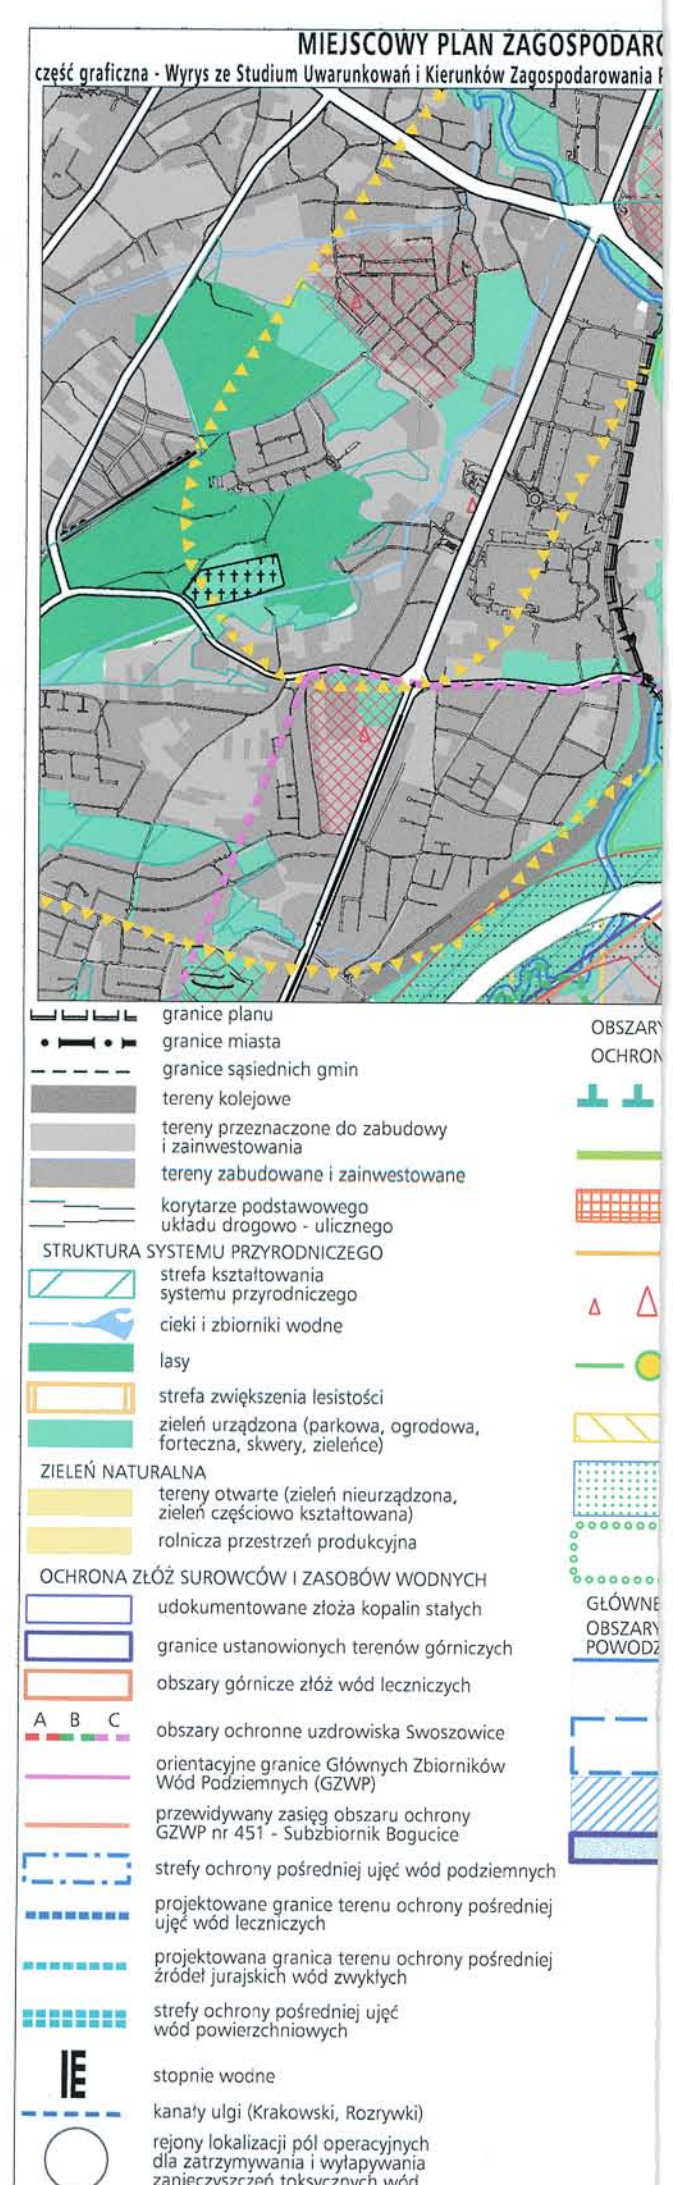 MIEJSCOWY PLAN ZAGOSPODARO
część graficzna - Wyrys ze Studium Uwarunkowań i Kierunków Zagospodarowania P
granice planu
granice miasta
granice sąsiednich gmin
tereny kolejowe
tereny przeznaczone do zabudowy
i zainwestowania
tereny zabudowane i zainwestowane
korytarze podstawowego
układu drogowo - ulicznego
STRUKTURA SYSTEMU PRZYRODNICZEGO
strefa kształtowania
systemu przyrodniczego
cieki i zbiorniki wodne
lasy
strefa zwiększenia lesistości
zieleń urządzona (parkowa, ogrodowa,
forteczna, skwery, zieleńce)
ZIELEŃ NATURALNA
tereny otwarte (zieleń nieurządzona,
zieleń częściowo kształtowana)
rolnicza przestrzeń produkcyjna
OCHRONA ZŁÓŻ SUROWCÓW I ZASOBÓW WODNYCH
udokumentowane złoża kopalin stałych
granice ustanowionych terenów górniczych
obszary górnicze złóż wód leczniczych
A B C
obszary ochronne uzdrowiska Swoszowice
orientacyjne granice Głównych Zbiorników
Wód Podziemnych (GZWP)
przewidywany zasięg obszaru ochrony
GZWP nr 451 - Subzbiornik Bogucice
strefy ochrony pośredniej ujęć wód podziemnych
projektowane granice terenu ochrony pośredniej
ujęć wód leczniczych
projektowana granica terenu ochrony pośredniej
źródeł jurajskich wód zwykłych
strefy ochrony pośredniej ujęć
wód powierzchniowych
stopnie wodne
kanały ulgi (Krakowski, Rozrywki)
rejony lokalizacji pól operacyjnych
dla zatrzymywania i wyłapywania
zanieczyszczeń toksycznych wód
OBSZARY
OCHRON
GŁÓWNE
OBSZARY
POWODZ